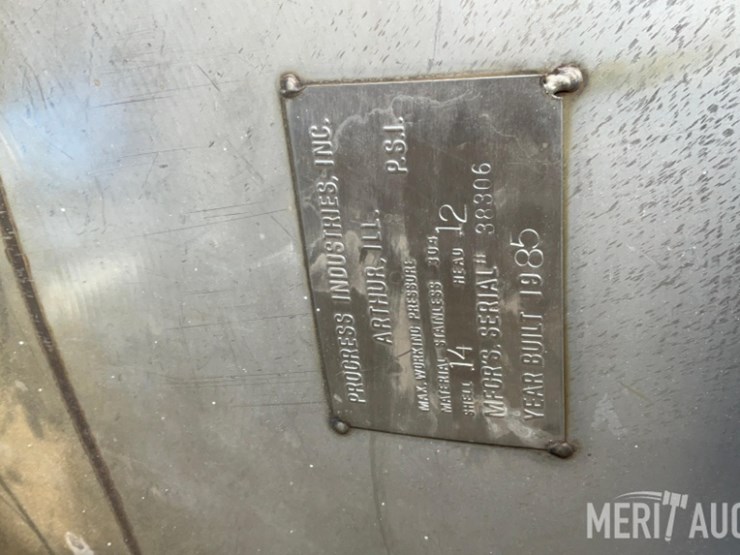 PROGRESS INDUSTRIES, INC.
ARTHUR, ILL.
MAX. WORKING PRESSURE P.S.I.
MATERIAL STAINLESS 304
SHELL 14 HEAD 12
MFGR'S. SERIAL# 38306
YEAR BUILT 1985
MERIT AUC